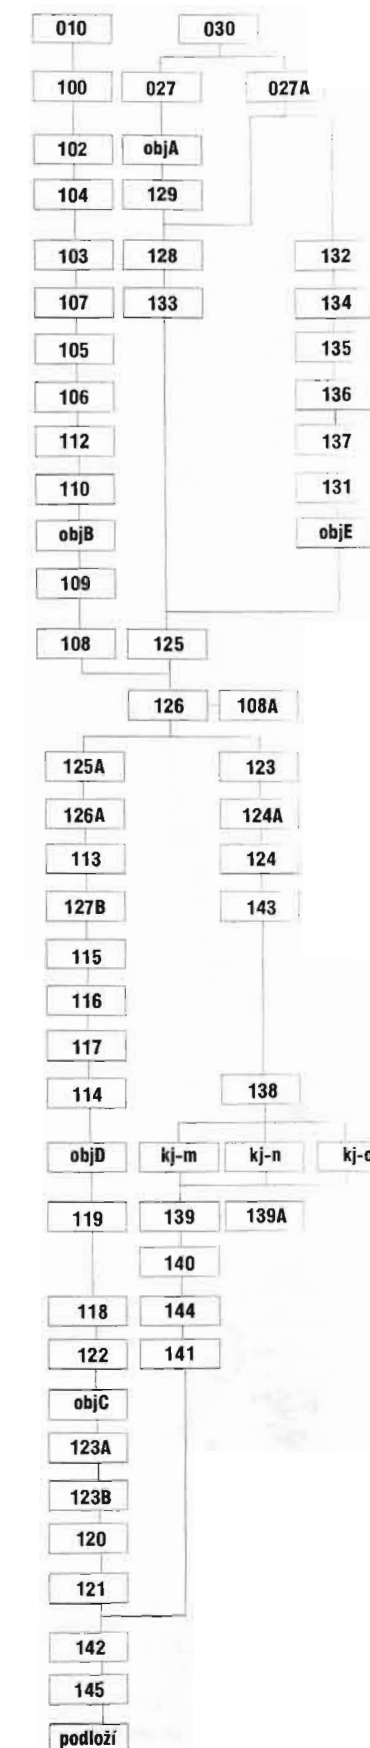 010 030
100 027 027A
102 objA
104 129
103 128 132
107 133 134
105 135
106 136
112 137
110 131
objB objE
109
108 125
126 108A
125A 123
126A 124A
113 124
127B 143
115
116
117
114 138
objD kj-m kj-n
119 139 139A
140
118 144
122 141
objC
123A
123B
120
121
142
145
podloží